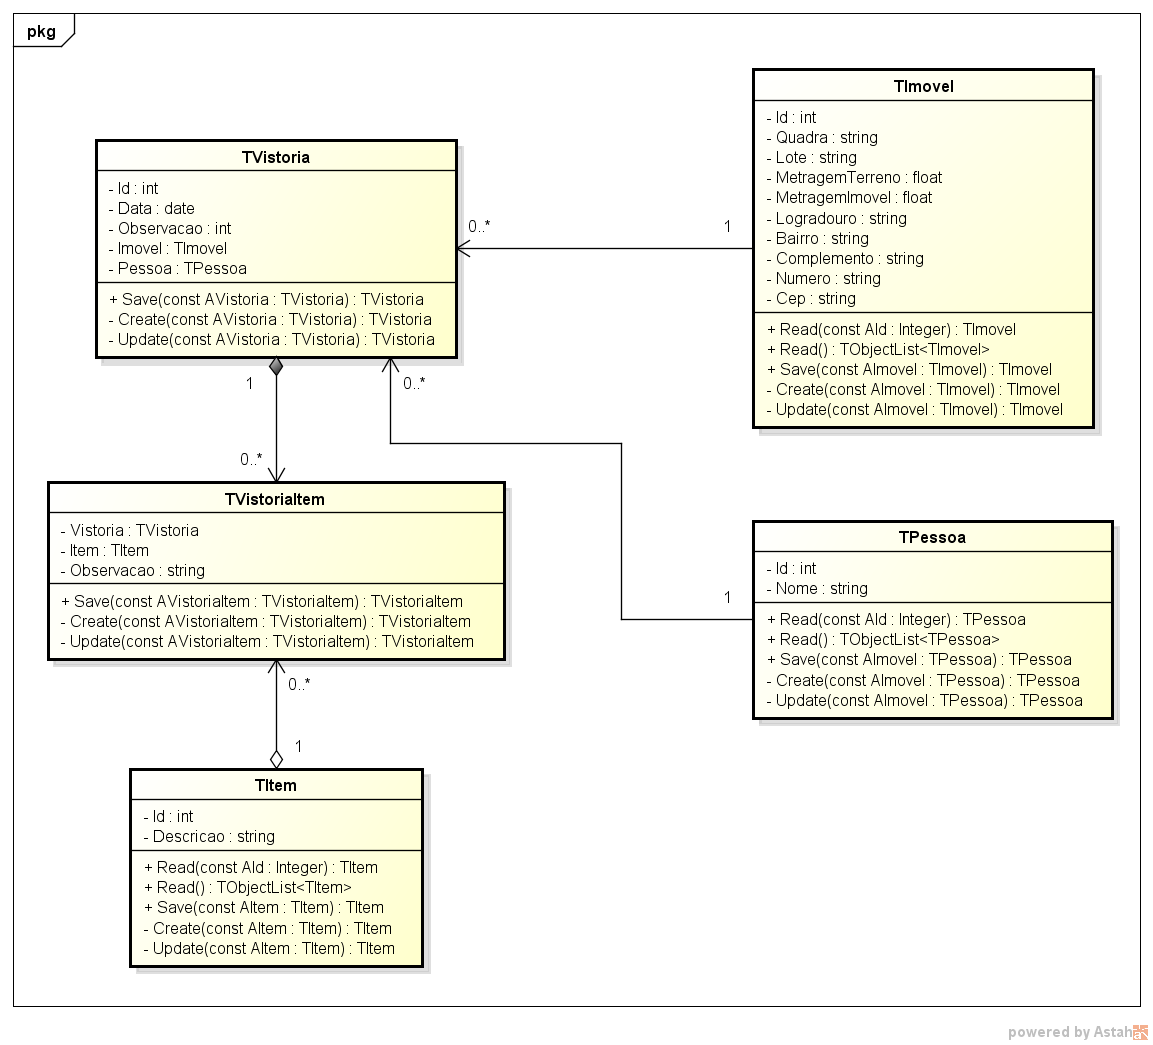 pkg
TVistoria
- Id : int
- Data : date
- Observacao : int
- Imovel : TImovel
- Pessoa : TPessoa
+ Save(const AVistoria : TVistoria) : TVistoria
- Create(const AVistoria : TVistoria) : TVistoria
- Update(const AVistoria : TVistoria) : TVistoria
0..*
1
TImovel
- Id : int
- Quadra : string
- Lote : string
- MetragemTerreno : float
- MetragemImovel : float
- Logradouro : string
- Bairro : string
- Complemento : string
- Numero : string
- Cep : string
+ Read(const AId : Integer) : TImovel
+ Read() : TObjectList<TImovel>
+ Save(const AImovel : TImovel) : TImovel
- Create(const AImovel : TImovel) : TImovel
- Update(const AImovel : TImovel) : TImovel
1
0..*
0..*
TVistoriaItem
- Vistoria : TVistoria
- Item : TItem
- Observacao : string
+ Save(const AVistoriaItem : TVistoriaItem) : TVistoriaItem
- Create(const AVistoriaItem : TVistoriaItem) : TVistoriaItem
- Update(const AVistoriaItem : TVistoriaItem) : TVistoriaItem
1
TPessoa
- Id : int
- Nome : string
+ Read(const AId : Integer) : TPessoa
+ Read() : TObjectList<TPessoa>
+ Save(const AImovel : TPessoa) : TPessoa
- Create(const AImovel : TPessoa) : TPessoa
- Update(const AImovel : TPessoa) : TPessoa
0..*
1
TItem
- Id : int
- Descricao : string
+ Read(const AId : Integer) : TItem
+ Read() : TObjectList<TItem>
+ Save(const AItem : TItem) : TItem
- Create(const AItem : TItem) : TItem
- Update(const AItem : TItem) : TItem
powered by Astah